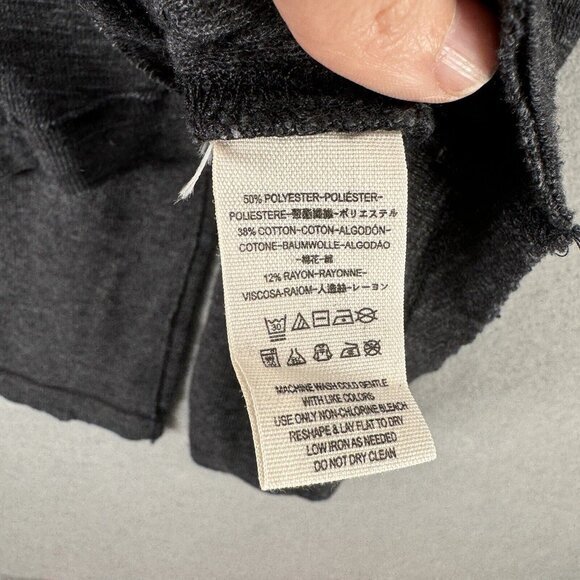 50% POLYESTER-POLIÉSTER-
POLIESTERE-聚酯纖維-ポリエステル
38% COTTON-COTON-ALGODÓN-
COTONE-BAUMWOLLE-ALGODAO
-棉花-綿
12% RAYON-RAYONNE-
VISCOSA-RAIOM-人造絲-レーヨン
30
MACHINE WASH COLD GENTLE
WITH LIKE COLORS
USE ONLY NON-CHLORINE BLEACH
RESHAPE & LAY FLAT TO DRY
LOW IRON AS NEEDED
DO NOT DRY CLEAN